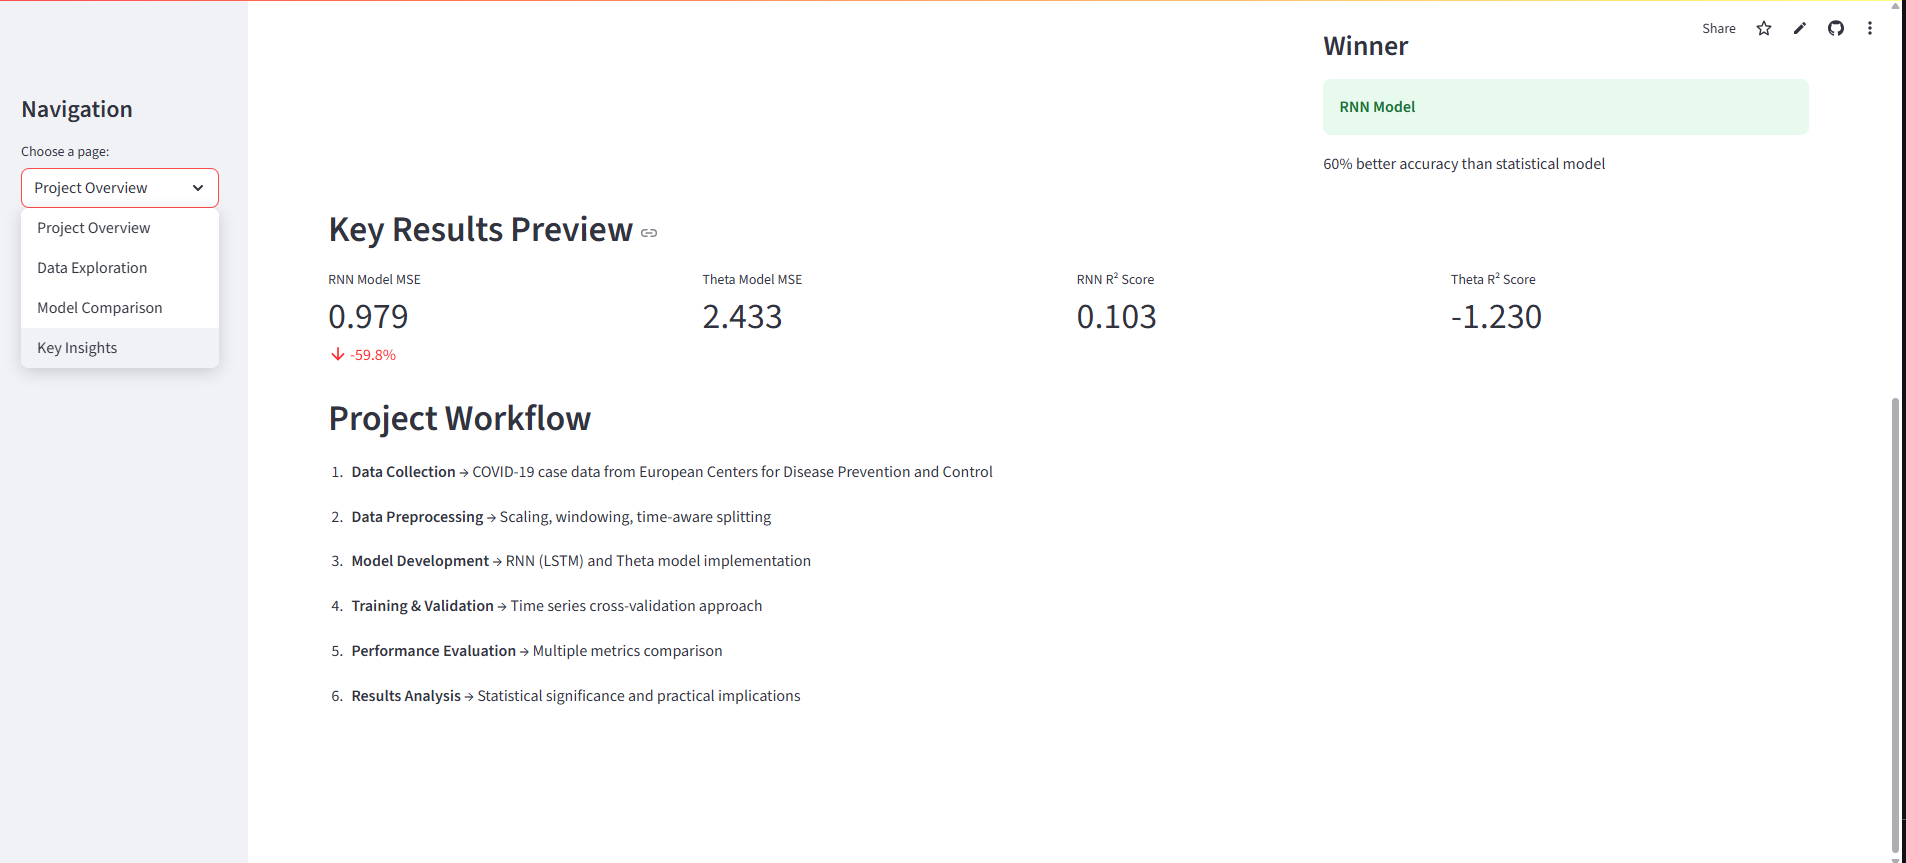 Share
Navigation
Choose a page:
Project Overview
Project Overview
Data Exploration
Model Comparison
Key Insights
Winner
RNN Model
60% better accuracy than statistical model
Key Results Preview
RNN Model MSE
0.979
-59.8%
Theta Model MSE
2.433
RNN R² Score
0.103
Theta R² Score
-1.230
Project Workflow
1. Data Collection → COVID-19 case data from European Centers for Disease Prevention and Control
2. Data Preprocessing → Scaling, windowing, time-aware splitting
3. Model Development → RNN (LSTM) and Theta model implementation
4. Training & Validation → Time series cross-validation approach
5. Performance Evaluation → Multiple metrics comparison
6. Results Analysis → Statistical significance and practical implications